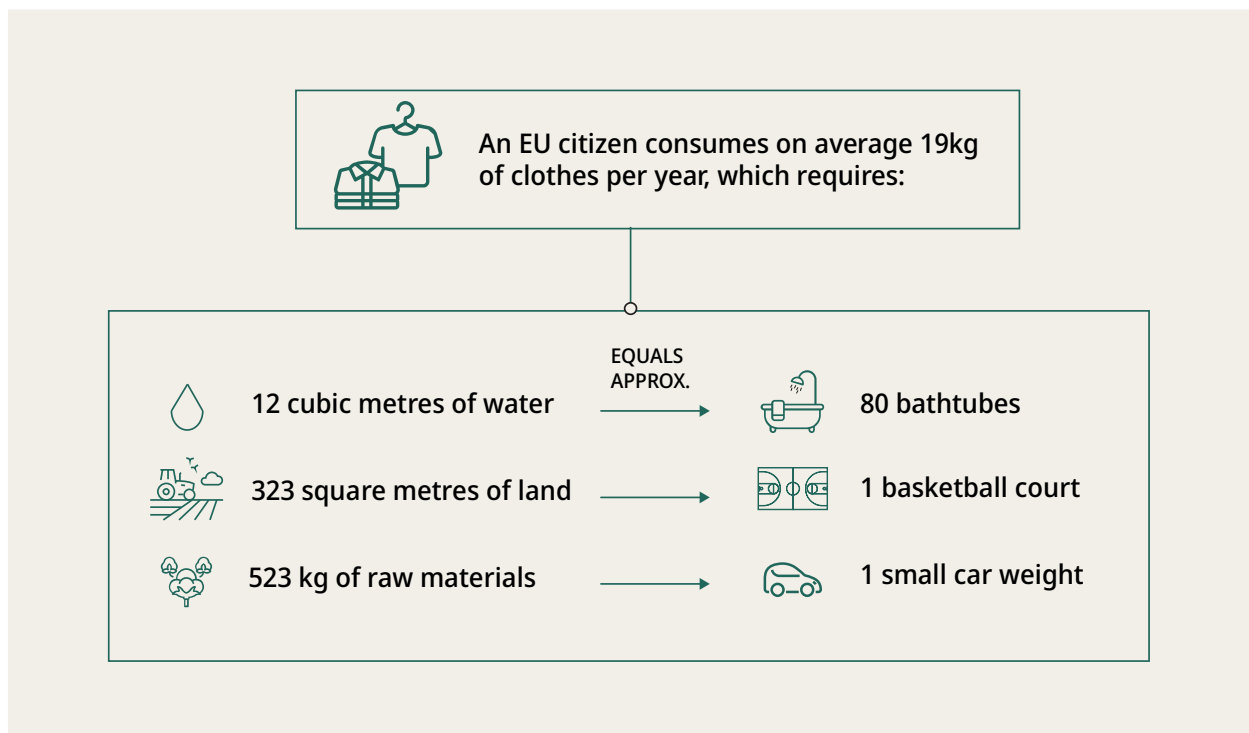 An EU citizen consumes on average 19kg
of clothes per year, which requires:
EQUALS
APPROX.
12 cubic metres of water
80 bathtubes
323 square metres of land
1 basketball court
523 kg of raw materials
1 small car weight